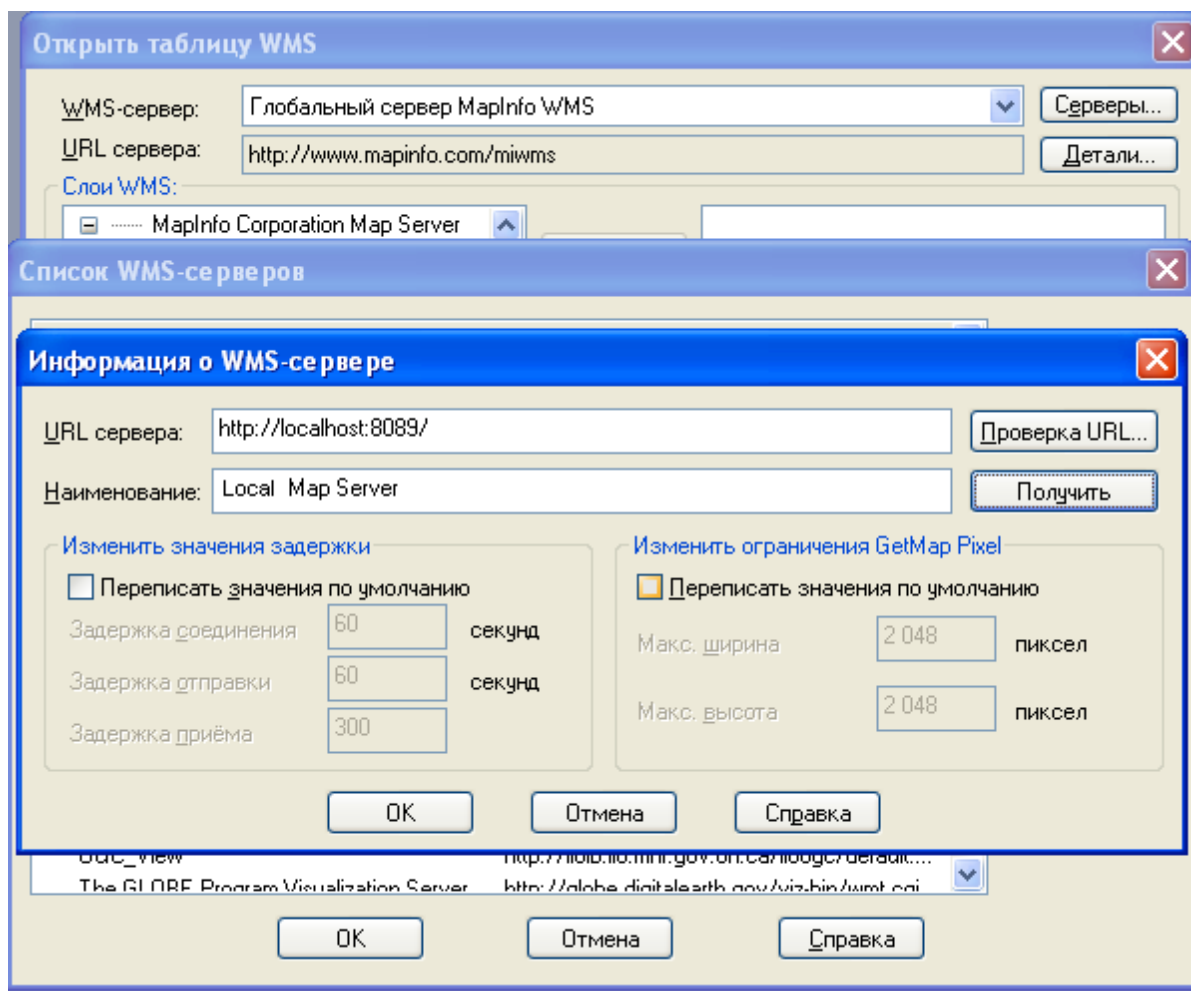 Открыть таблицу WMS
WMS-сервер: Глобальный сервер MapInfo WMS Серверы...
URL сервера: http://www.mapinfo.com/miwms Детали...
Слои WMS:
MapInfo Corporation Map Server
Список WMS-серверов
Информация о WMS-сервере
URL сервера: http://localhost:8089/ Проверка URL...
Наименование: Local Map Server Получить
Изменить значения задержки Изменить ограничения GetMap Pixel
Переписать значения по умолчанию Переписать значения по умолчанию
Задержка соединения 60 секунд Макс. ширина 2 048 пиксел
Задержка отправки 60 секунд Макс. высота 2 048 пиксел
Задержка приёма 300
OK Отмена Справка
The GLOBE Program Visualization Server http://globe.digitalearth.gov/viz-bin/wmt.cgi
OK Отмена Справка